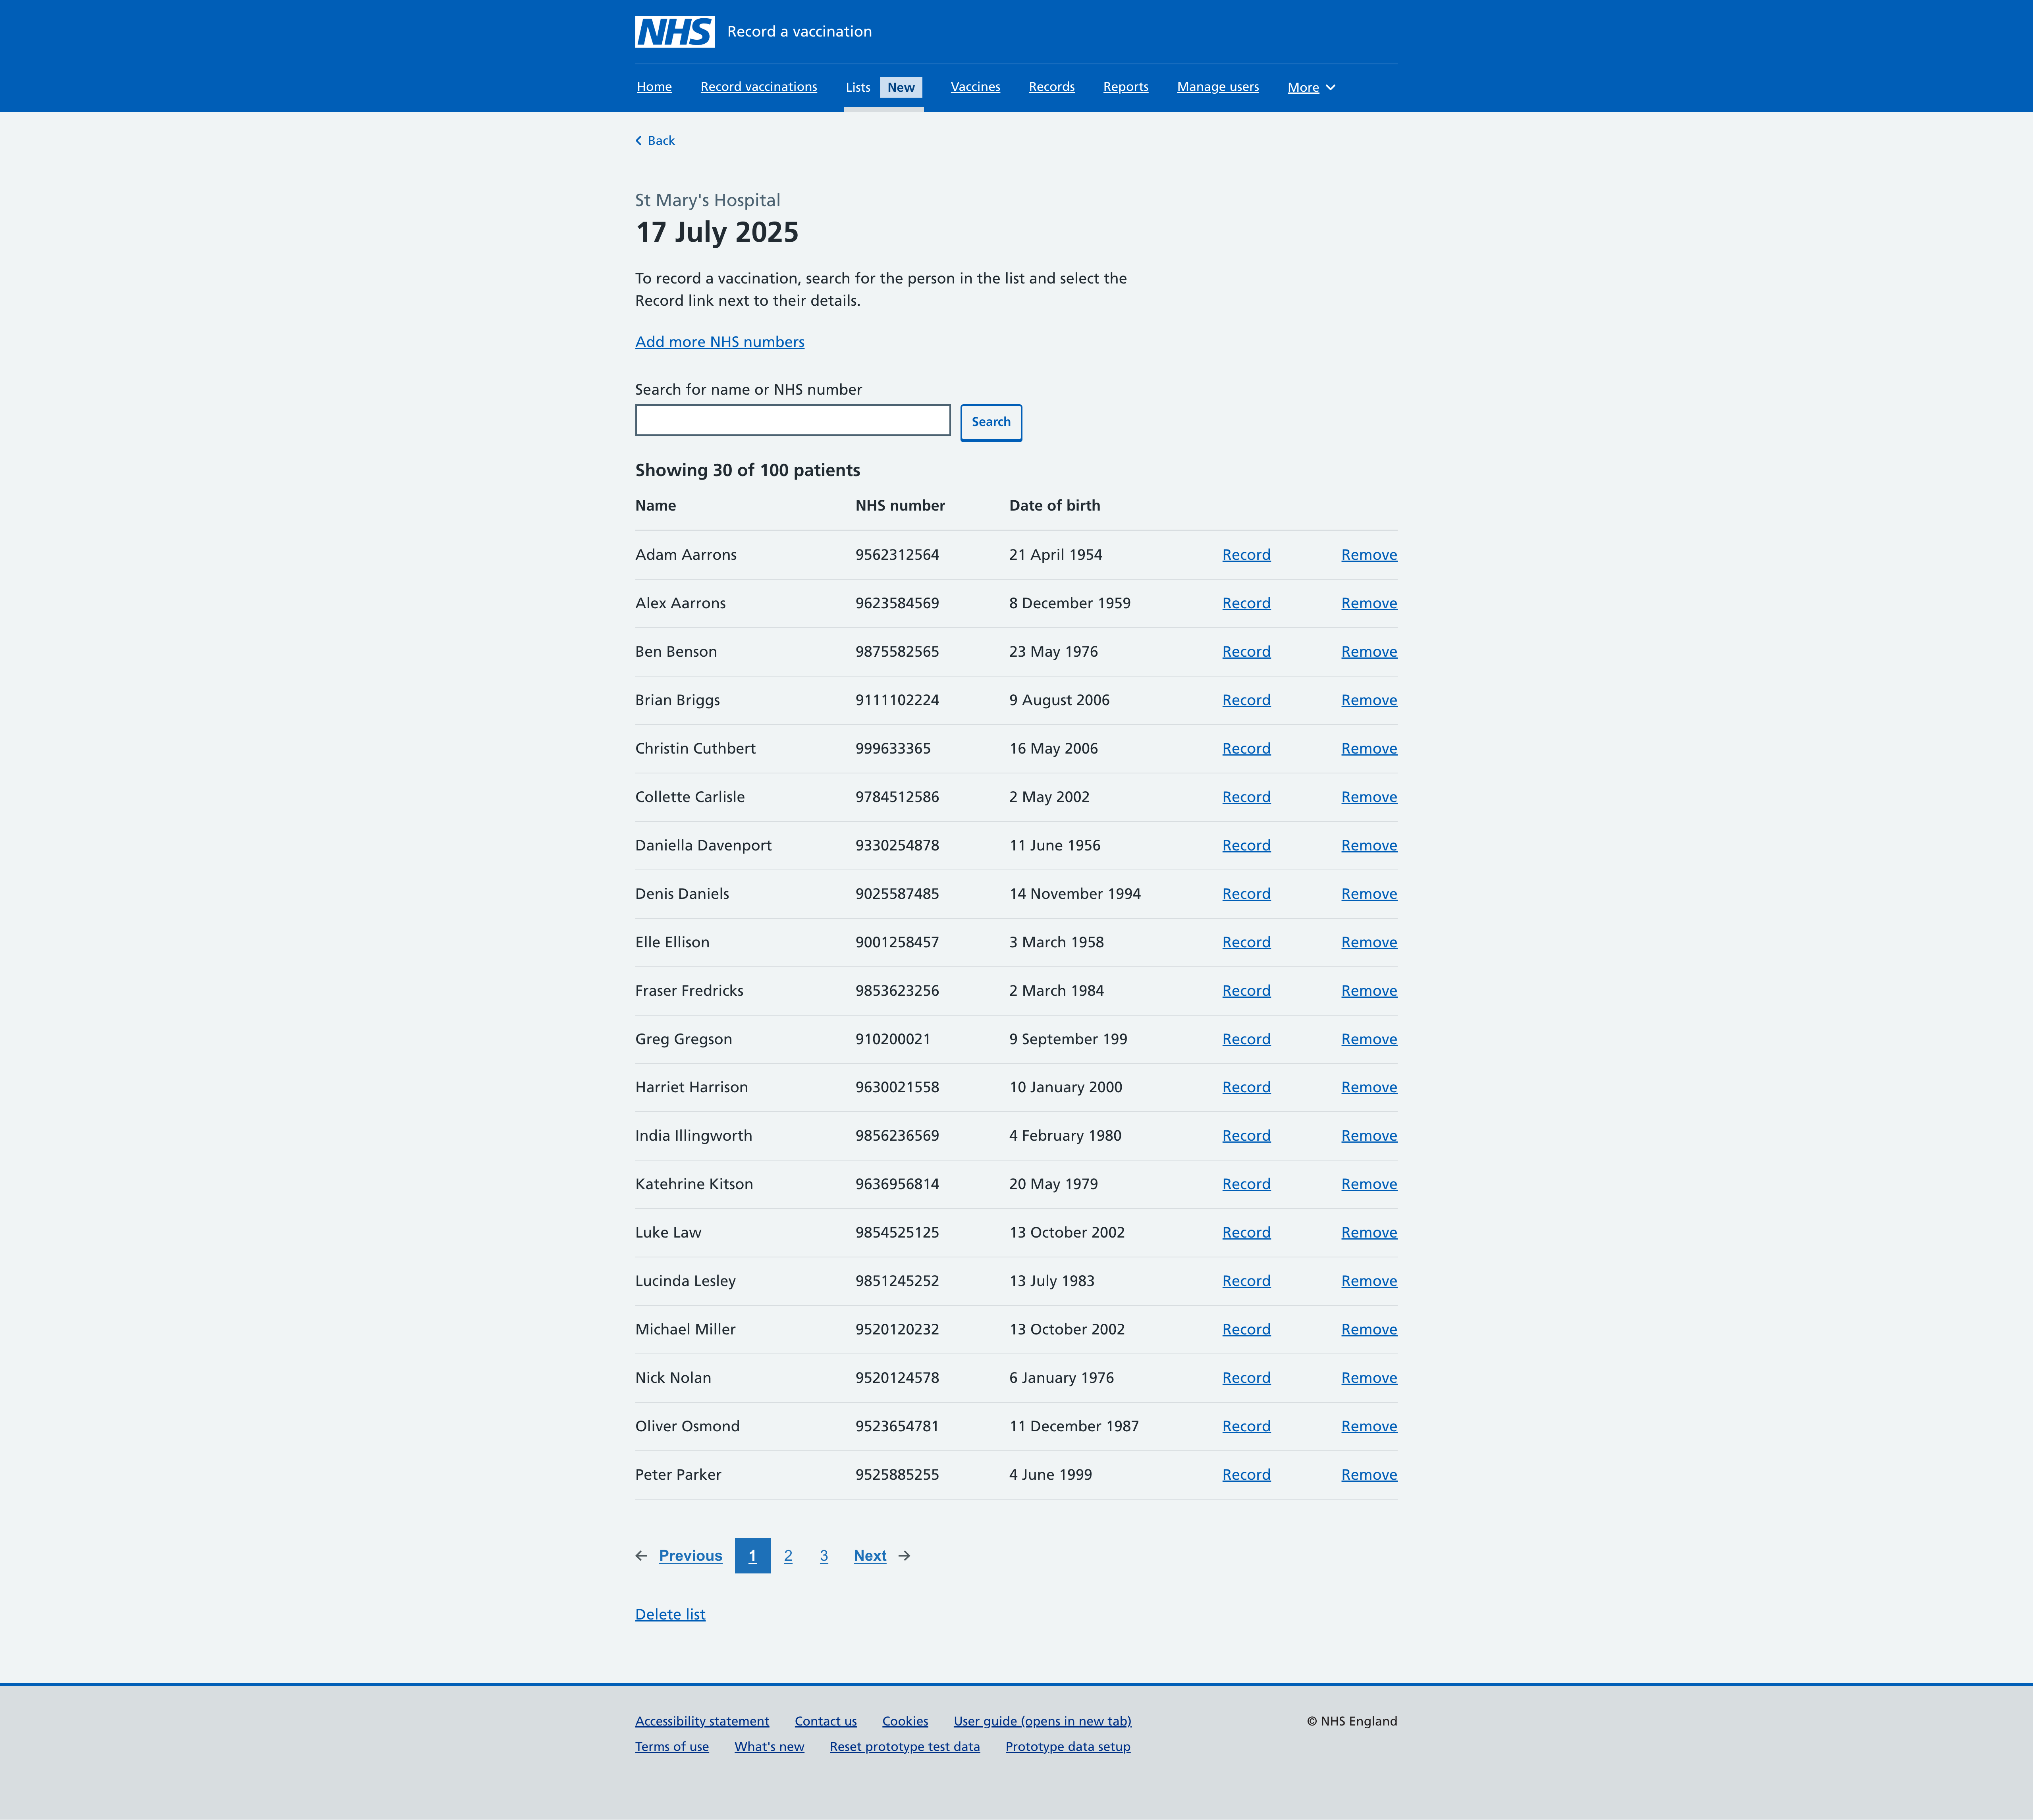 NHS Record a vaccination
Home Record vaccinations Lists New Vaccines Records Reports Manage users More
Back
St Mary's Hospital
17 July 2025
To record a vaccination, search for the person in the list and select the
Record link next to their details.
Add more NHS numbers
Search for name or NHS number
Search
Showing 30 of 100 patients
Name NHS number Date of birth
Adam Aarrons 9562312564 21 April 1954 Record Remove
Alex Aarrons 9623584569 8 December 1959 Record Remove
Ben Benson 9875582565 23 May 1976 Record Remove
Brian Briggs 9111102224 9 August 2006 Record Remove
Christin Cuthbert 999633365 16 May 2006 Record Remove
Collette Carlisle 9784512586 2 May 2002 Record Remove
Daniella Davenport 9330254878 11 June 1956 Record Remove
Denis Daniels 9025587485 14 November 1994 Record Remove
Elle Ellison 9001258457 3 March 1958 Record Remove
Fraser Fredricks 9853623256 2 March 1984 Record Remove
Greg Gregson 910200021 9 September 199 Record Remove
Harriet Harrison 9630021558 10 January 2000 Record Remove
India Illingworth 9856236569 4 February 1980 Record Remove
Katehrine Kitson 9636956814 20 May 1979 Record Remove
Luke Law 9854525125 13 October 2002 Record Remove
Lucinda Lesley 9851245252 13 July 1983 Record Remove
Michael Miller 9520120232 13 October 2002 Record Remove
Nick Nolan 9520124578 6 January 1976 Record Remove
Oliver Osmond 9523654781 11 December 1987 Record Remove
Peter Parker 9525885255 4 June 1999 Record Remove
Previous 1 2 3 Next
Delete list
Accessibility statement Contact us Cookies User guide (opens in new tab) © NHS England
Terms of use What's new Reset prototype test data Prototype data setup